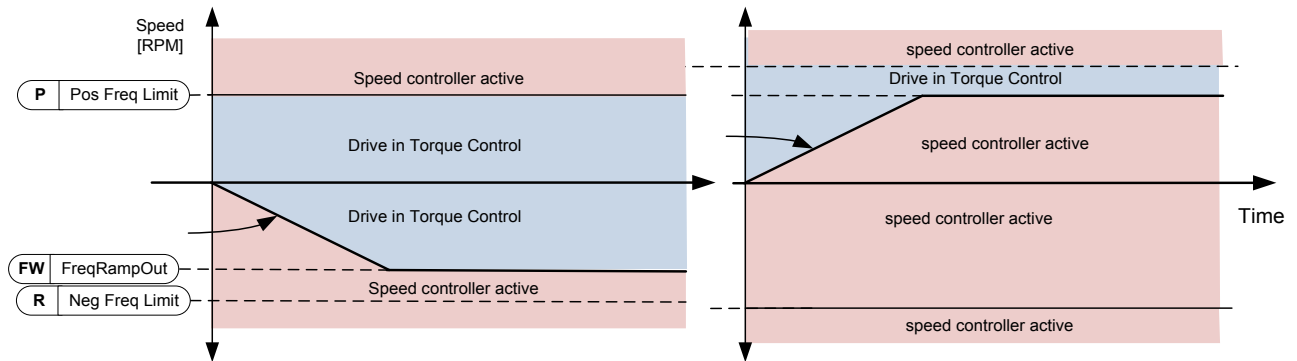 Speed
[RPM]
Speed controller active
P Pos Freq Limit
Drive in Torque Control
Drive in Torque Control
FW FreqRampOut
Speed controller active
R Neg Freq Limit
speed controller active
Drive in Torque Control
speed controller active
speed controller active
Time
speed controller active